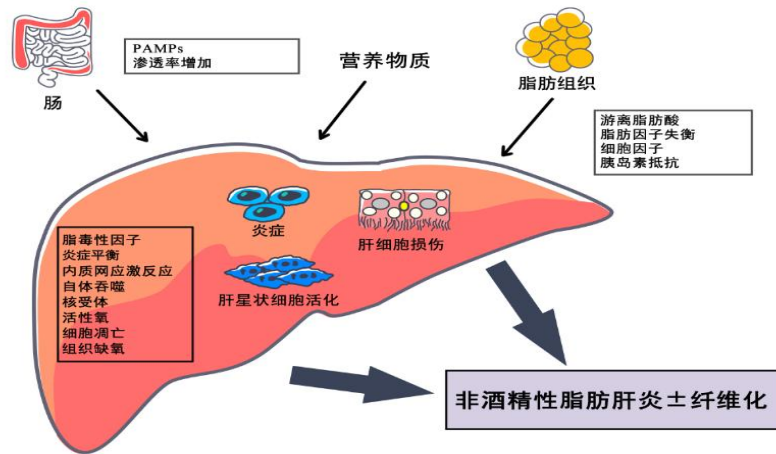 PAMPs
渗透率增加
肠
营养物质
脂肪组织
游离脂肪酸
脂肪因子失衡
细胞因子
胰岛素抵抗
炎症
肝细胞损伤
脂毒性因子
炎症平衡
内质网应激反应
自体吞噬
核受体
活性氧
细胞凋亡
组织缺氧
肝星状细胞活化
非酒精性脂肪肝炎±纤维化